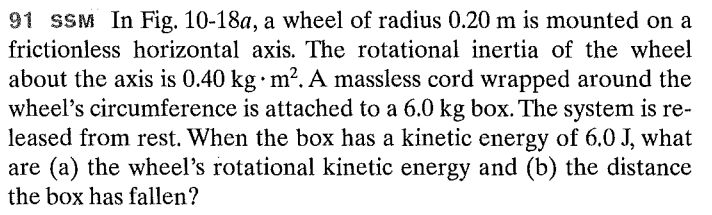 91 SSM In Fig. 10-18a, a wheel of radius 0.20 m is mounted on a
frictionless horizontal axis. The rotational inertia of the wheel
about the axis is 0.40 kg·m². A massless cord wrapped around the
wheel's circumference is attached to a 6.0 kg box. The system is re-
leased from rest. When the box has a kinetic energy of 6.0 J, what
are (a) the wheel's rotational kinetic energy and (b) the distance
the box has fallen?